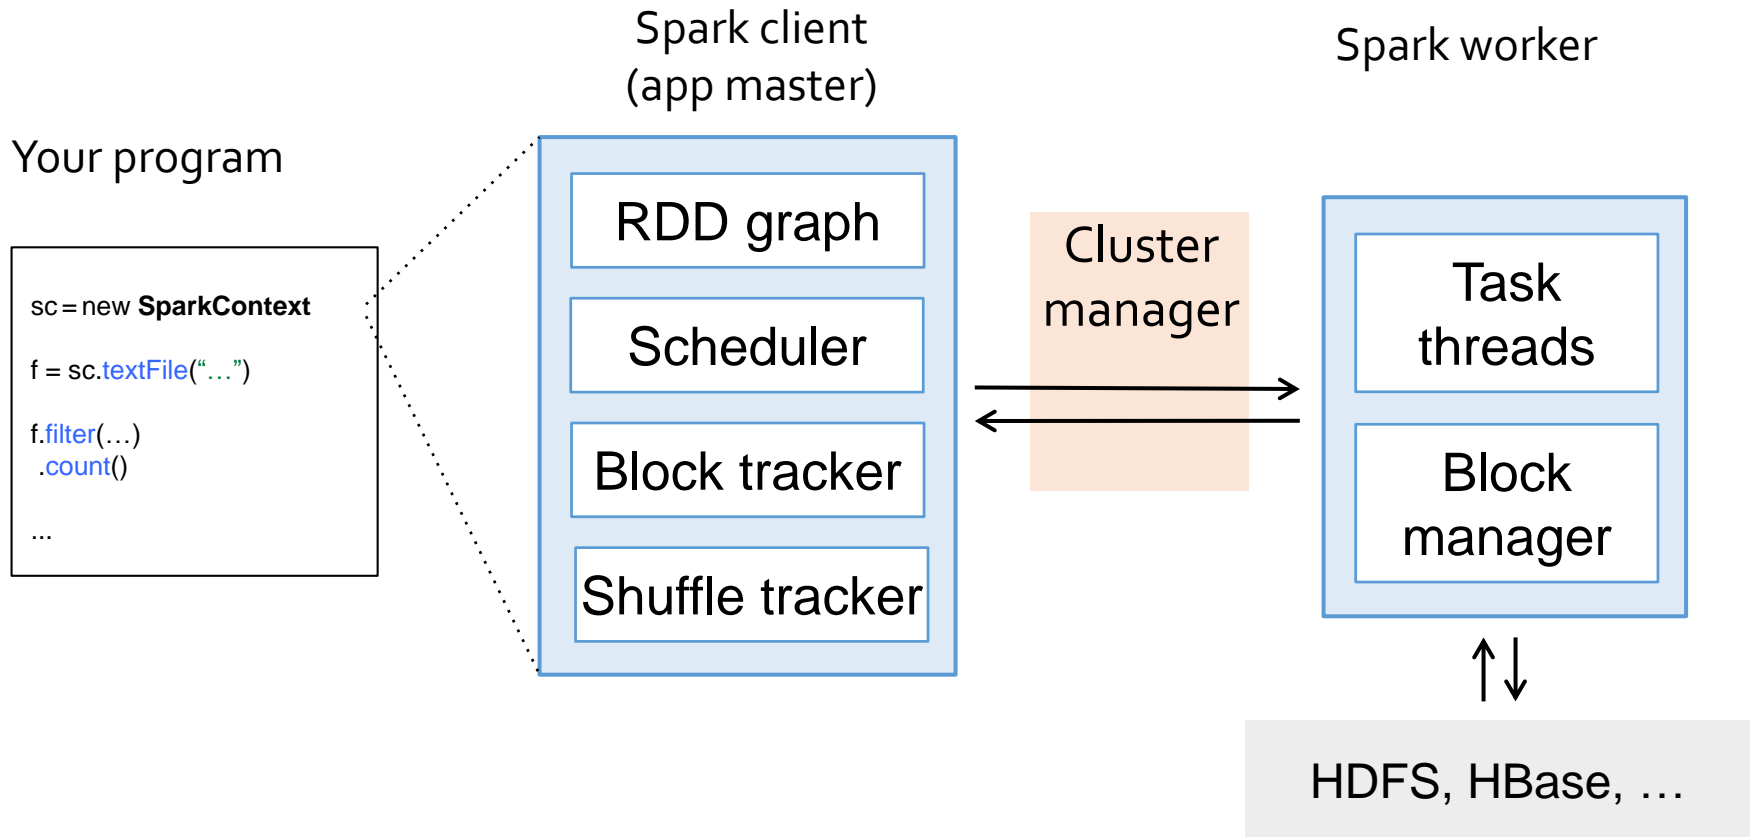 Your program
sc = new SparkContext
f = sc.textFile(“…”)
f.filter(…)
.count()
...
Spark client
(app master)
RDD graph
Scheduler
Block tracker
Shuffle tracker
Cluster
manager
Spark worker
Task
threads
Block
manager
HDFS, HBase, …